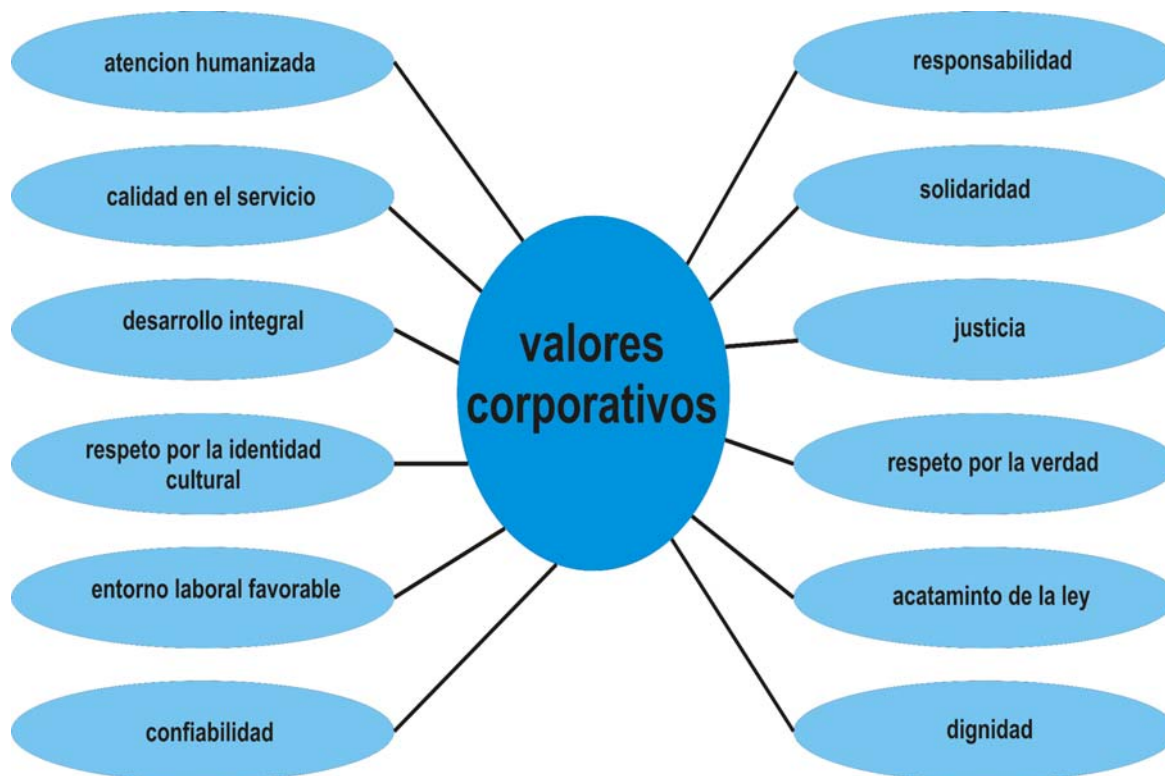 atencion humanizada
calidad en el servicio
desarrollo integral
respeto por la identidad
cultural
entorno laboral favorable
confiabilidad
valores
corporativos
responsabilidad
solidaridad
justicia
respeto por la verdad
acataminto de la ley
dignidad